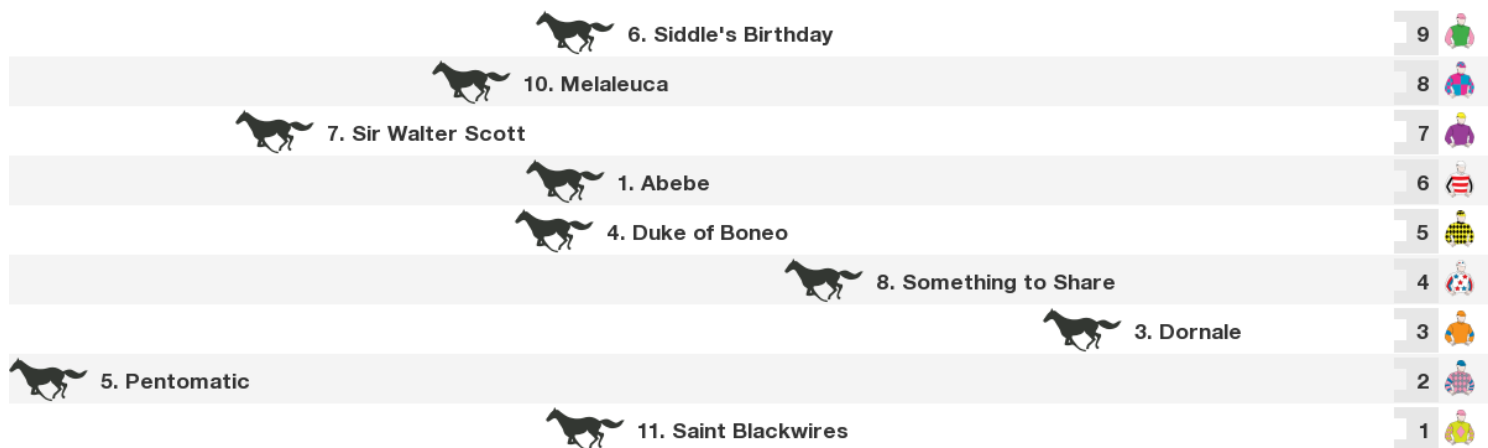 6. Siddle's Birthday 9
10. Melaleuca 8
7. Sir Walter Scott 7
1. Abebe 6
4. Duke of Boneo 5
8. Something to Share 4
3. Dornale 3
5. Pentomatic 2
11. Saint Blackwires 1